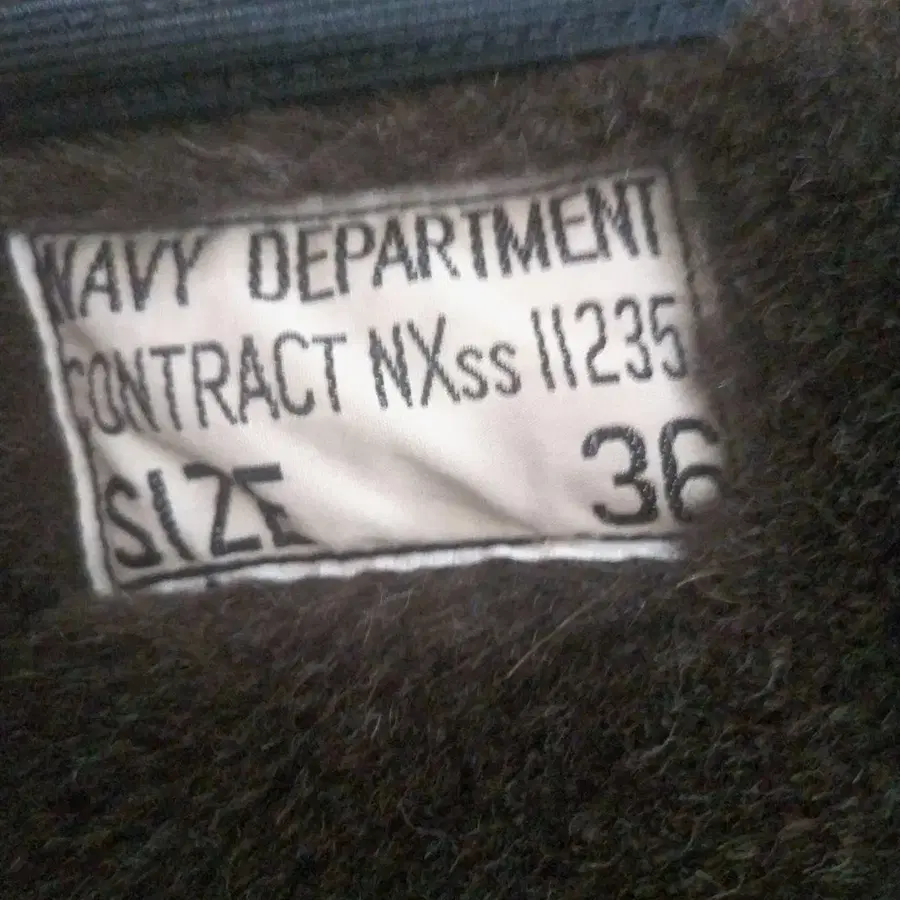 NAVY DEPARTMENT
CONTRACT NXss 11235
SIZE 36